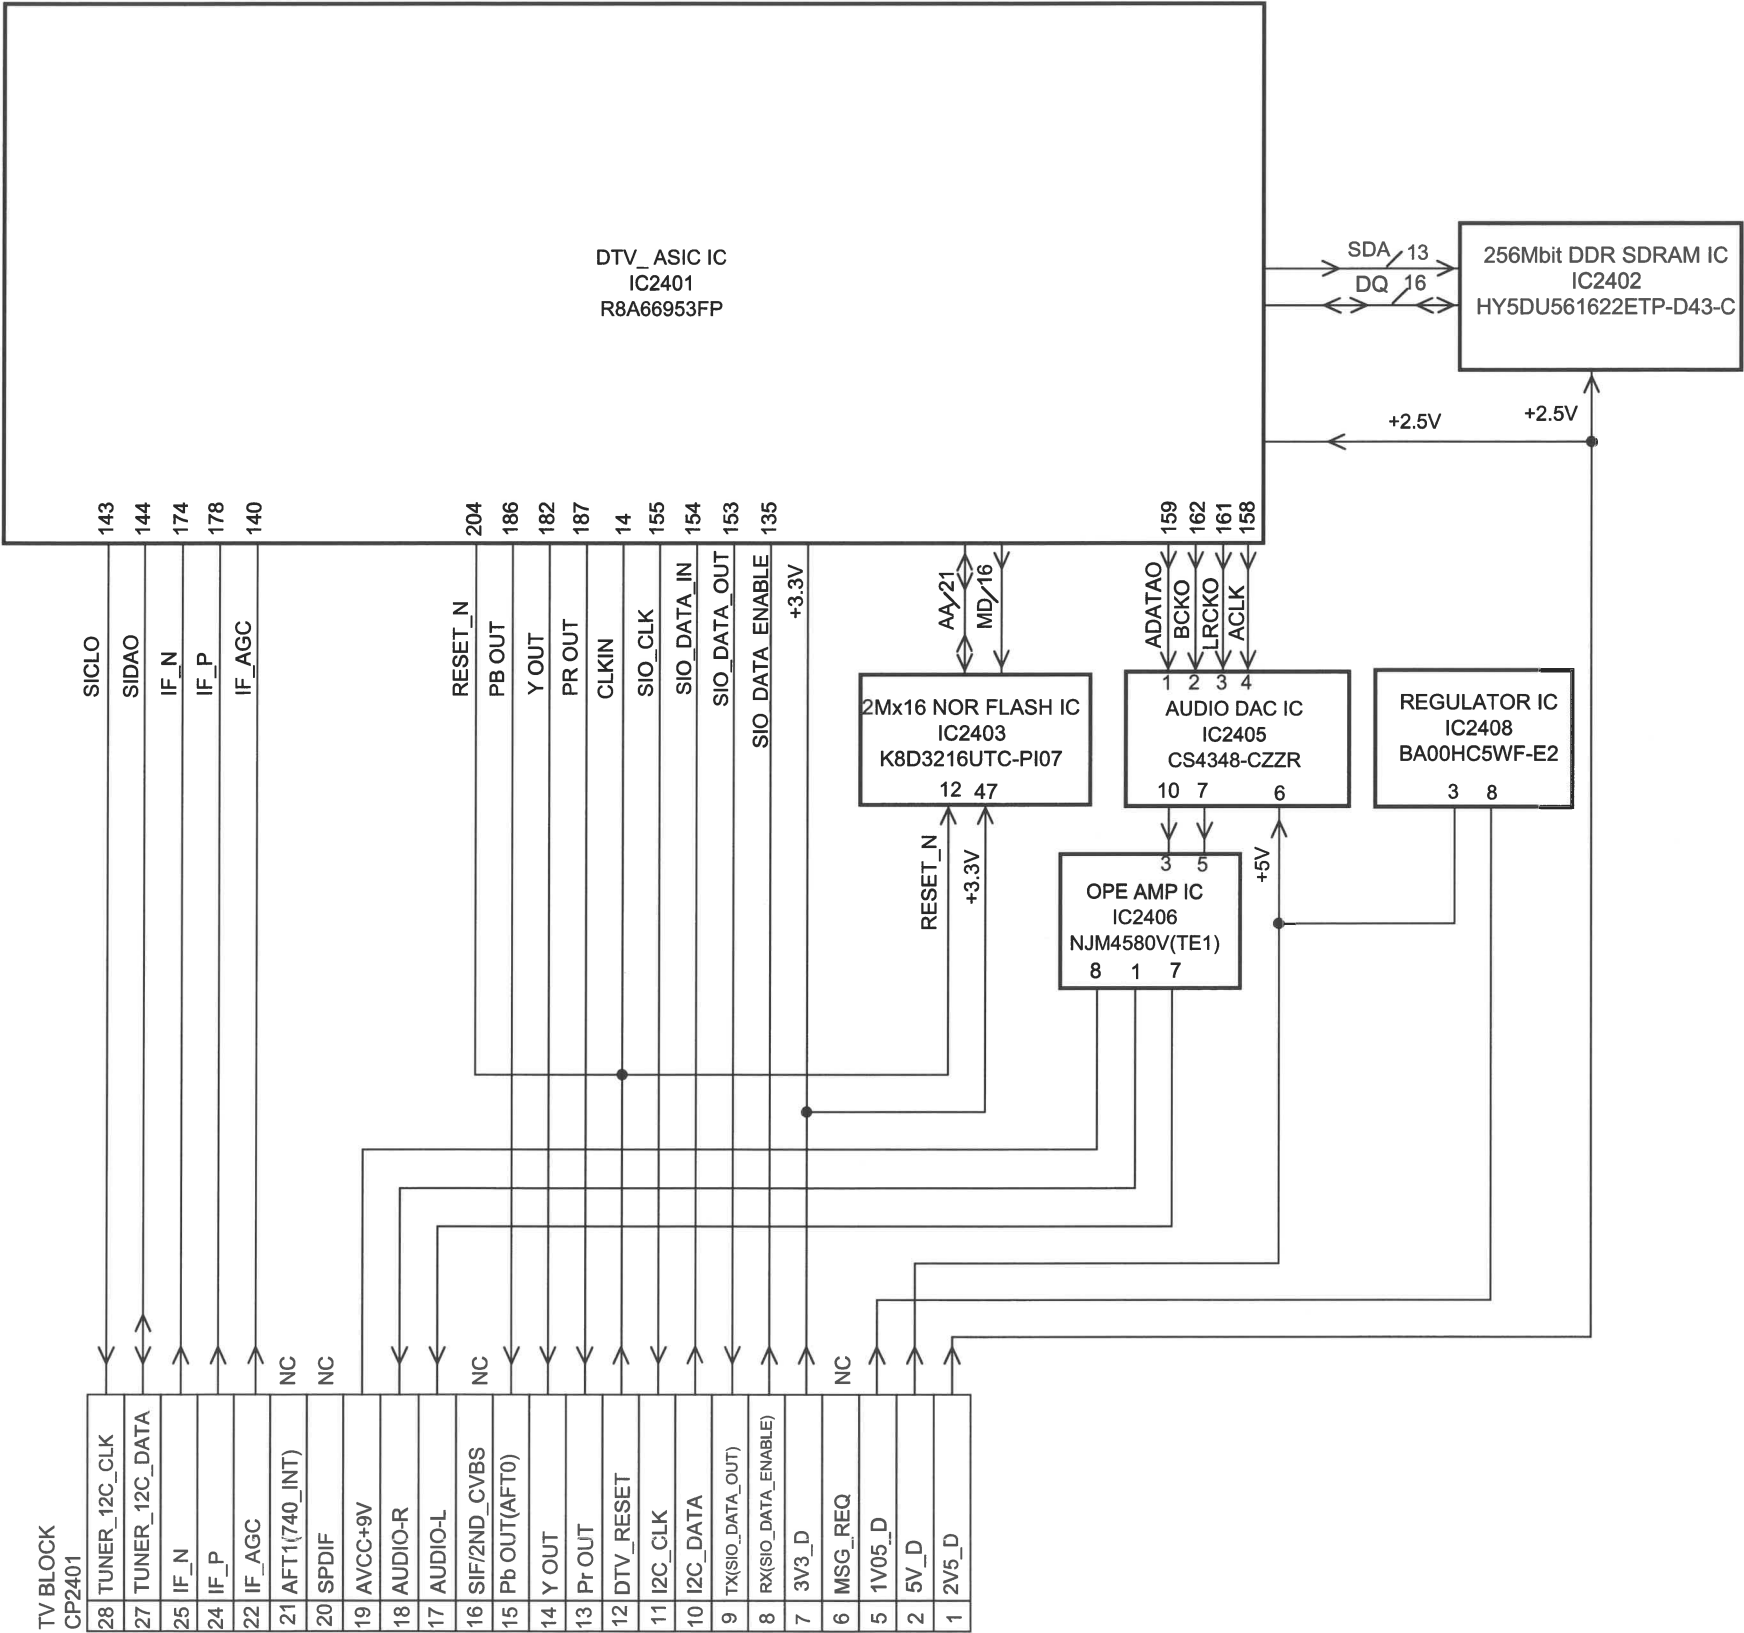 DTV_ ASIC IC
IC2401
R8A66953FP
SDA
13
DQ
16
256Mbit DDR SDRAM IC
IC2402
HY5DU561622ETP-D43-C
+2.5V
+2.5V
143
144
174
178
140
204
186
182
187
14
155
154
153
135
159
162
161
158
SICLO
SIDAO
IF_N
IF_P
IF_AGC
RESET_N
PB OUT
Y OUT
PR OUT
CLKIN
SIO_CLK
SIO_DATA_IN
SIO_DATA_OUT
SIO_DATA_ENABLE
+3.3V
AA/21
MD/16
ADATAO
BCKO
LRCKO
ACLK
2Mx16 NOR FLASH IC
IC2403
K8D3216UTC-PI07
12 47
RESET_N
+3.3V
1 2 3 4
AUDIO DAC IC
IC2405
CS4348-CZZR
10 7 6
+5V
REGULATOR IC
IC2408
BA00HC5WF-E2
3 8
3 5
OPE AMP IC
IC2406
NJM4580V(TE1)
8 1 7
NC
NC
NC
NC
TV BLOCK
CP2401
28 TUNER_12C_CLK
27 TUNER_12C_DATA
25 IF_N
24 IF_P
22 IF_AGC
21 AFT1(740_INT)
20 SPDIF
19 AVCC+9V
18 AUDIO-R
17 AUDIO-L
16 SIF/2ND_CVBS
15 Pb OUT(AFT0)
14 Y OUT
13 Pr OUT
12 DTV_RESET
11 I2C_CLK
10 I2C_DATA
9 TX(SIO_DATA_OUT)
8 RX(SIO_DATA_ENABLE)
7 3V3_D
6 MSG_REQ
5 1V05_D
2 5V_D
1 2V5_D